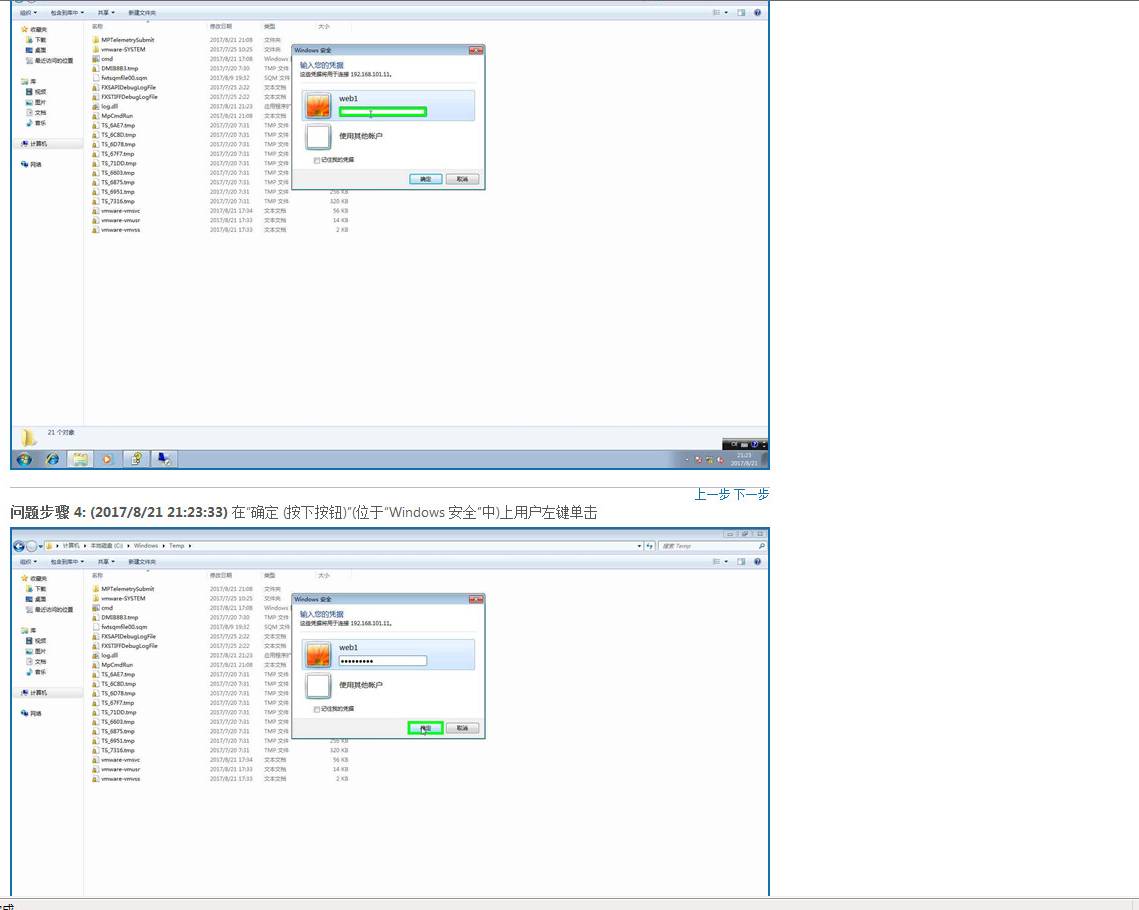 组织 包含到库中 共享 新建文件夹
收藏夹
下载
桌面
最近访问的位置
库
视频
图片
文档
音乐
计算机
网络
名称 修改日期 类型 大小
MPTelemetrySubmit 2017/8/21 21:08 文件夹
vmware-SYSTEM 2017/7/25 10:25 文件夹
cmd 2017/8/21 17:08 Windows
DMIB8B3.tmp 2017/7/20 7:30 TMP 文件
fwtsqmfile00.sqm 2017/8/9 19:32 SQM 文件
FXSAPIDebugLogFile 2017/7/25 2:22 文本文档
FXSTIFFDebugLogFile 2017/7/25 2:22 文本文档
log.dll 2017/8/21 21:23 应用程序扩
MpCmdRun 2017/8/21 21:08 文本文档
TS_6AE7.tmp 2017/7/20 7:31 TMP 文件
TS_6C8D.tmp 2017/7/20 7:31 TMP 文件
TS_6D78.tmp 2017/7/20 7:31 TMP 文件
TS_67F7.tmp 2017/7/20 7:31 TMP 文件
TS_71DD.tmp 2017/7/20 7:31 TMP 文件
TS_6603.tmp 2017/7/20 7:31 TMP 文件
TS_6875.tmp 2017/7/20 7:31 TMP 文件
TS_6951.tmp 2017/7/20 7:31 TMP 文件 256 KB
TS_7316.tmp 2017/7/20 7:31 TMP 文件 320 KB
vmware-vmsvc 2017/8/21 17:34 文本文档 56 KB
vmware-vmusr 2017/8/21 17:33 文本文档 14 KB
vmware-vmvss 2017/8/21 17:33 文本文档 2 KB
Windows 安全
输入您的凭据
这些凭据将用于连接 192.168.101.11。
web1
使用其他帐户
记住我的凭据
确定 取消
21 个对象
21:23
2017/8/21
上一步 下一步
问题步骤 4: (2017/8/21 21:23:33) 在“确定 (按下按钮)”(位于“Windows 安全”中)上用户左键单击
计算机 本地磁盘 (C:) Windows Temp 搜索 Temp
组织 包含到库中 共享 新建文件夹
收藏夹
下载
桌面
最近访问的位置
库
视频
图片
文档
音乐
计算机
网络
名称 修改日期 类型 大小
MPTelemetrySubmit 2017/8/21 21:08 文件夹
vmware-SYSTEM 2017/7/25 10:25 文件夹
cmd 2017/8/21 17:08 Windows
DMIB8B3.tmp 2017/7/20 7:30 TMP 文件
fwtsqmfile00.sqm 2017/8/9 19:32 SQM 文件
FXSAPIDebugLogFile 2017/7/25 2:22 文本文档
FXSTIFFDebugLogFile 2017/7/25 2:22 文本文档
log.dll 2017/8/21 21:23 应用程序扩
MpCmdRun 2017/8/21 21:08 文本文档
TS_6AE7.tmp 2017/7/20 7:31 TMP 文件
TS_6C8D.tmp 2017/7/20 7:31 TMP 文件
TS_6D78.tmp 2017/7/20 7:31 TMP 文件
TS_67F7.tmp 2017/7/20 7:31 TMP 文件
TS_71DD.tmp 2017/7/20 7:31 TMP 文件
TS_6603.tmp 2017/7/20 7:31 TMP 文件
TS_6875.tmp 2017/7/20 7:31 TMP 文件
TS_6951.tmp 2017/7/20 7:31 TMP 文件 256 KB
TS_7316.tmp 2017/7/20 7:31 TMP 文件 320 KB
vmware-vmsvc 2017/8/21 17:34 文本文档 56 KB
vmware-vmusr 2017/8/21 17:33 文本文档 14 KB
vmware-vmvss 2017/8/21 17:33 文本文档 2 KB
Windows 安全
输入您的凭据
这些凭据将用于连接 192.168.101.11。
web1
使用其他帐户
记住我的凭据
确定 取消